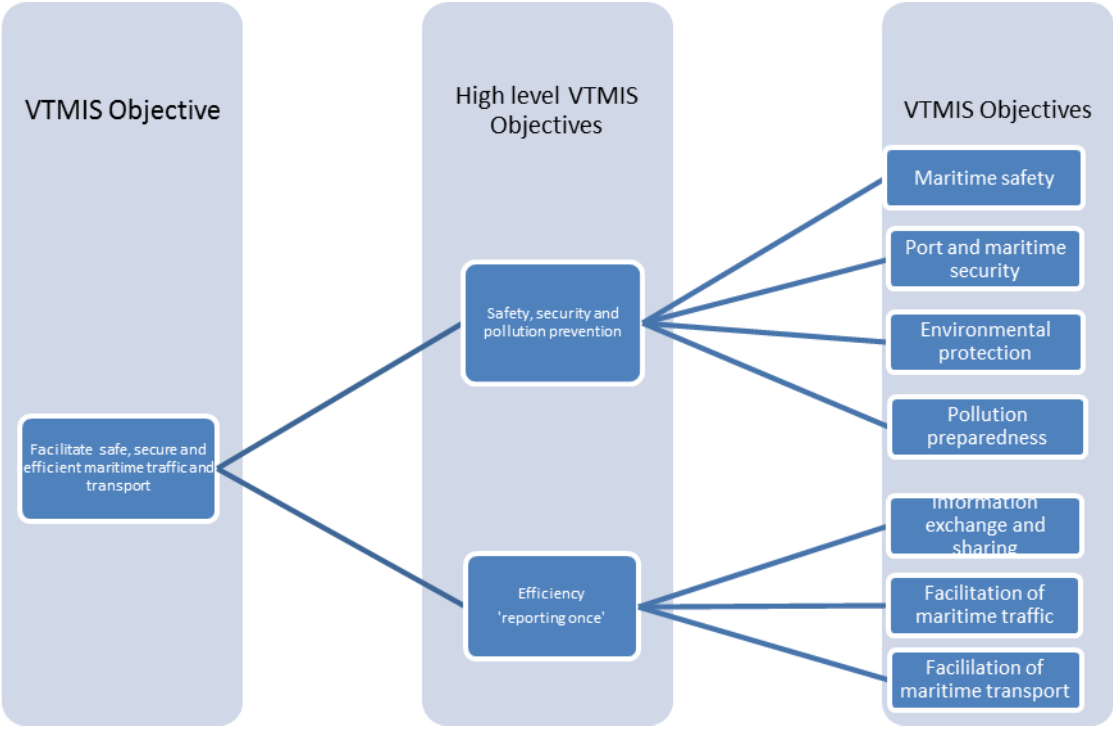 VTMIS Objective
High level VTMIS
Objectives
VTMIS Objectives
Facilitate safe, secure and
efficient maritime traffic and
transport
Safety, security and
pollution prevention
Efficiency
'reporting once'
Maritime safety
Port and maritime
security
Environmental
protection
Pollution
preparedness
Information
exchange and
sharing
Facilitation of
maritime traffic
Facililation of
maritime transport